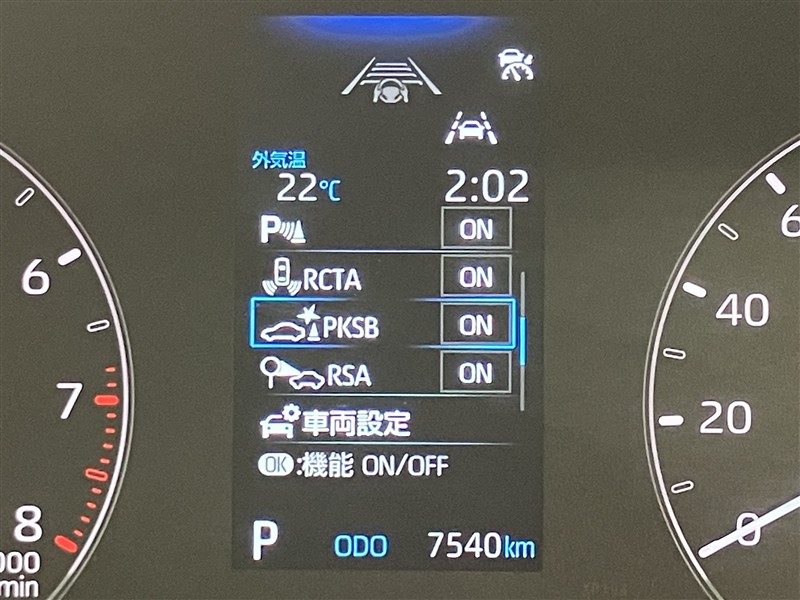 外気温
22℃ 2:02
P ON
RCTA ON
PKSB ON
RSA ON
車両設定
OK:機能 ON/OFF
P ODO 7540km
6
7
8
000
min
6
40
20
0